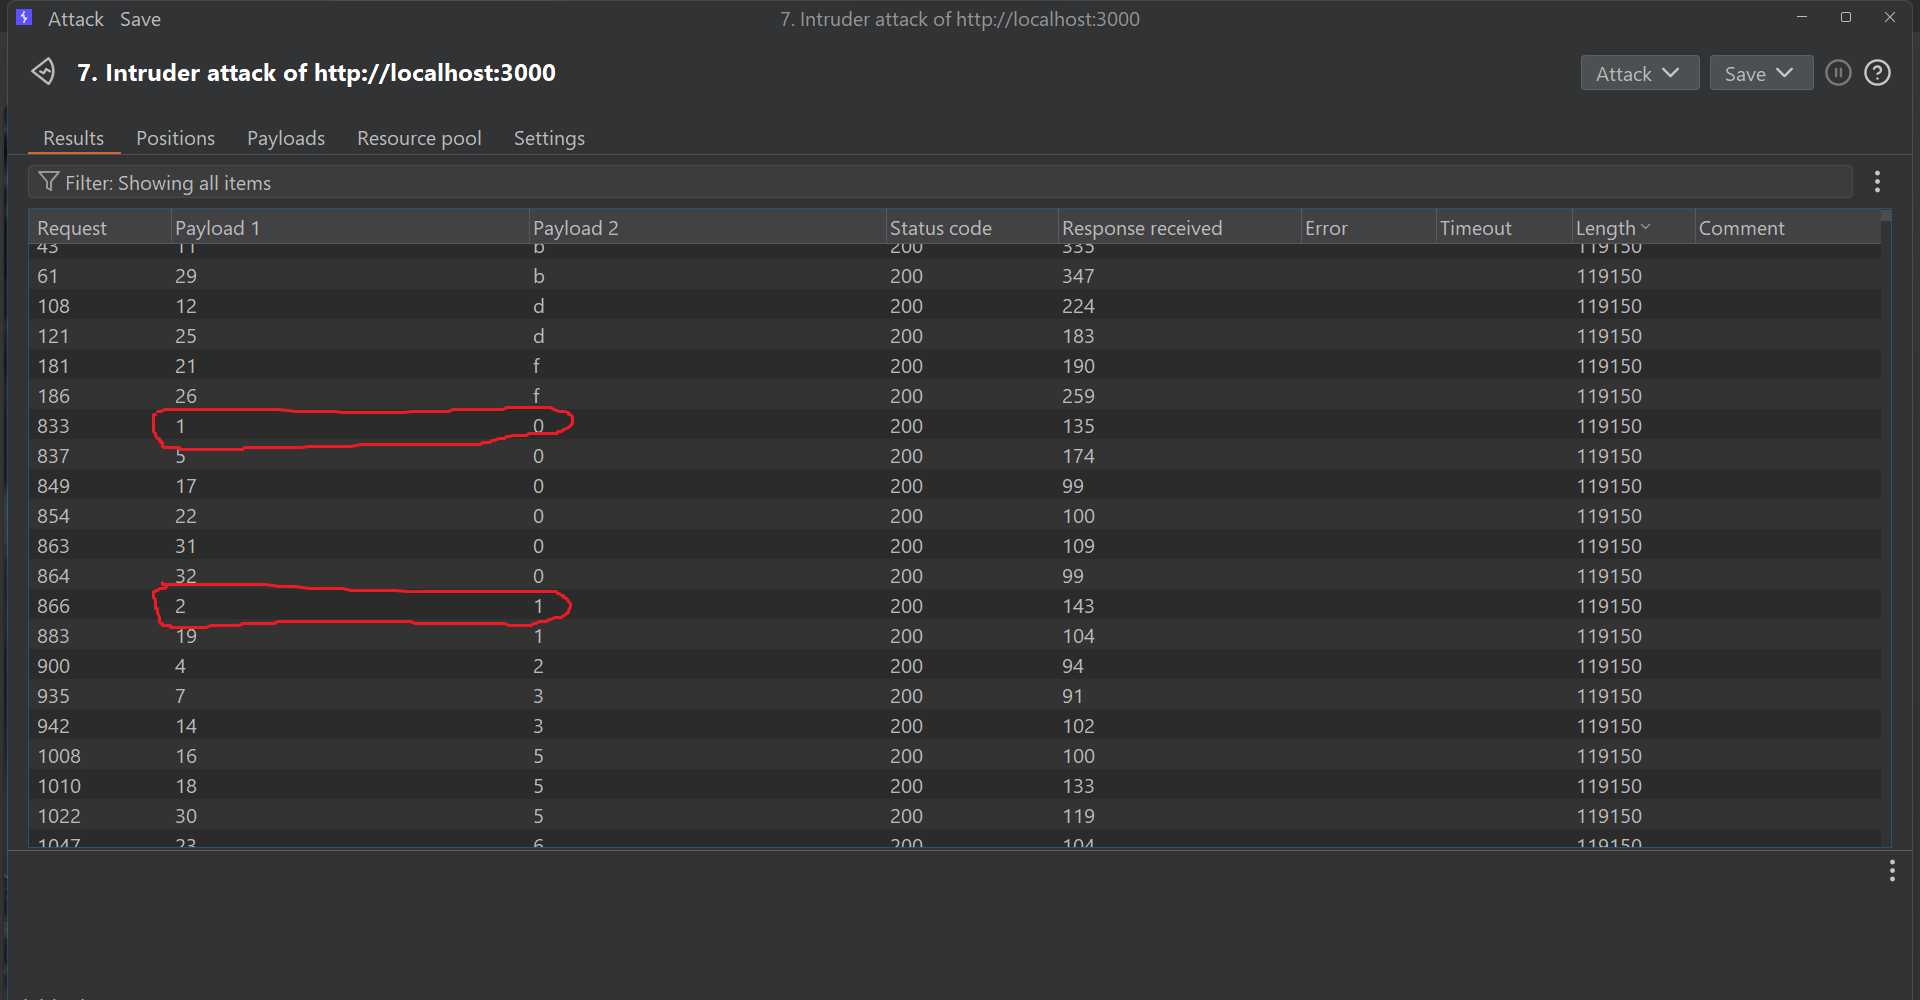 Attack Save 7. Intruder attack of http://localhost:3000
7. Intruder attack of http://localhost:3000 Attack Save
Results Positions Payloads Resource pool Settings
Filter: Showing all items
Request Payload 1 Payload 2 Status code Response received Error Timeout Length Comment
43 11 b 200 335 119150
61 29 b 200 347 119150
108 12 d 200 224 119150
121 25 d 200 183 119150
181 21 f 200 190 119150
186 26 f 200 259 119150
833 1 0 200 135 119150
837 5 0 200 174 119150
849 17 0 200 99 119150
854 22 0 200 100 119150
863 31 0 200 109 119150
864 32 0 200 99 119150
866 2 1 200 143 119150
883 19 1 200 104 119150
900 4 2 200 94 119150
935 7 3 200 91 119150
942 14 3 200 102 119150
1008 16 5 200 100 119150
1010 18 5 200 133 119150
1022 30 5 200 119 119150
1047 23 6 200 104 119150